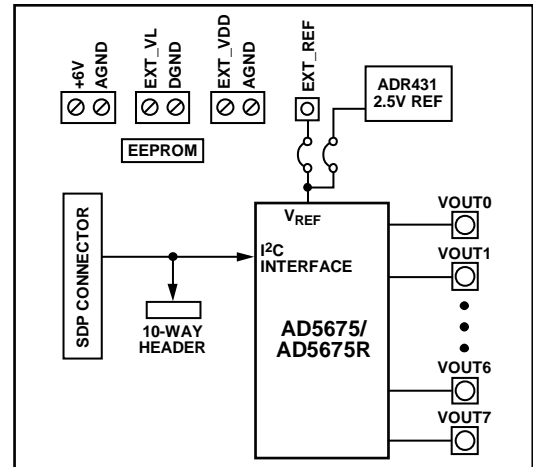 +6V
AGND
EXT_VL
DGND
EXT_VDD
AGND
EXT_REF
ADR431
2.5V REF
EEPROM
SDP CONNECTOR
10-WAY
HEADER
VREF
I2C
INTERFACE
AD5675/
AD5675R
VOUT0
VOUT1
VOUT6
VOUT7